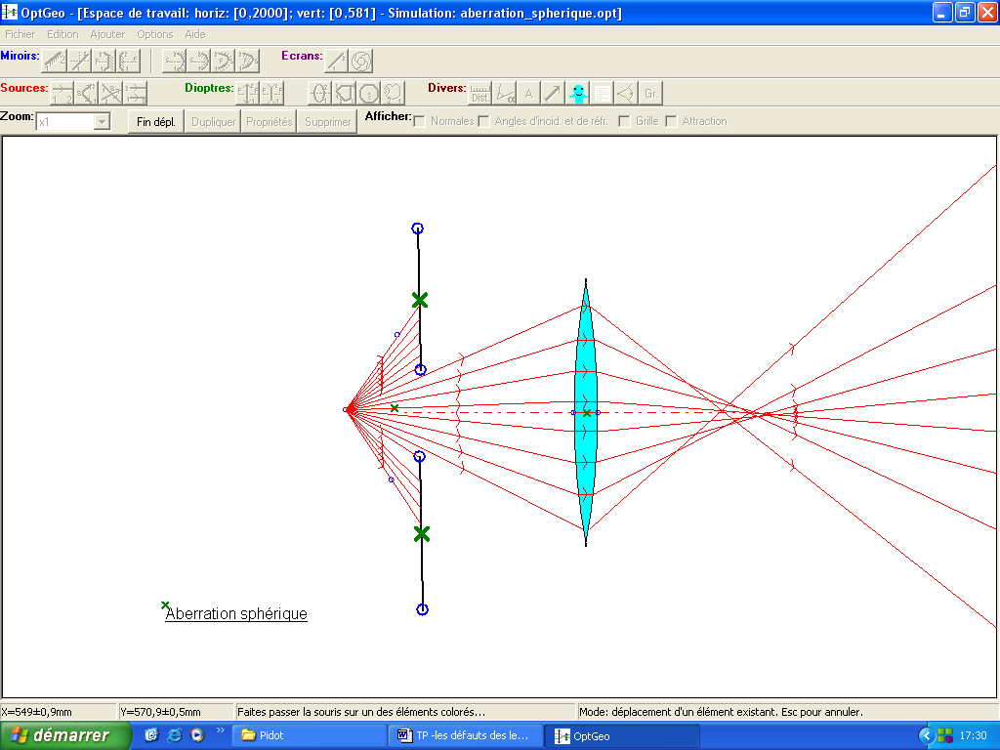 OptGeo - [Espace de travail: horiz: [0,2000]; vert: [0,581] - Simulation: aberration_spherique.opt]
Fichier Edition Ajouter Options Aide
Miroirs: Ecrans:
Sources: Dioptres: Divers: Dist. A Gr.
Zoom: x1 Fin dépl. Dupliquer Propriétés Supprimer Afficher: Normales Angles d'incid. et de réfr. Grille Attraction
Aberration sphérique
X=549±0,9mm Y=570,9±0,5mm Faites passer la souris sur un des éléments colorés... Mode: déplacement d'un élément existant. Esc pour annuler.
démarrer Pidot TP -les défauts des le... OptGeo 17:30